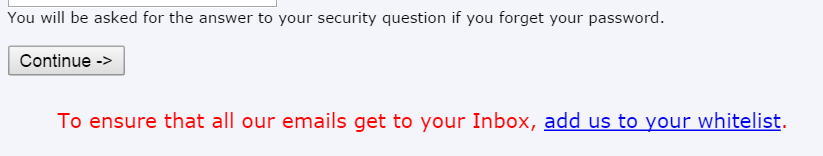 You will be asked for the answer to your security question if you forget your password.
Continue ->
To ensure that all our emails get to your Inbox, add us to your whitelist.